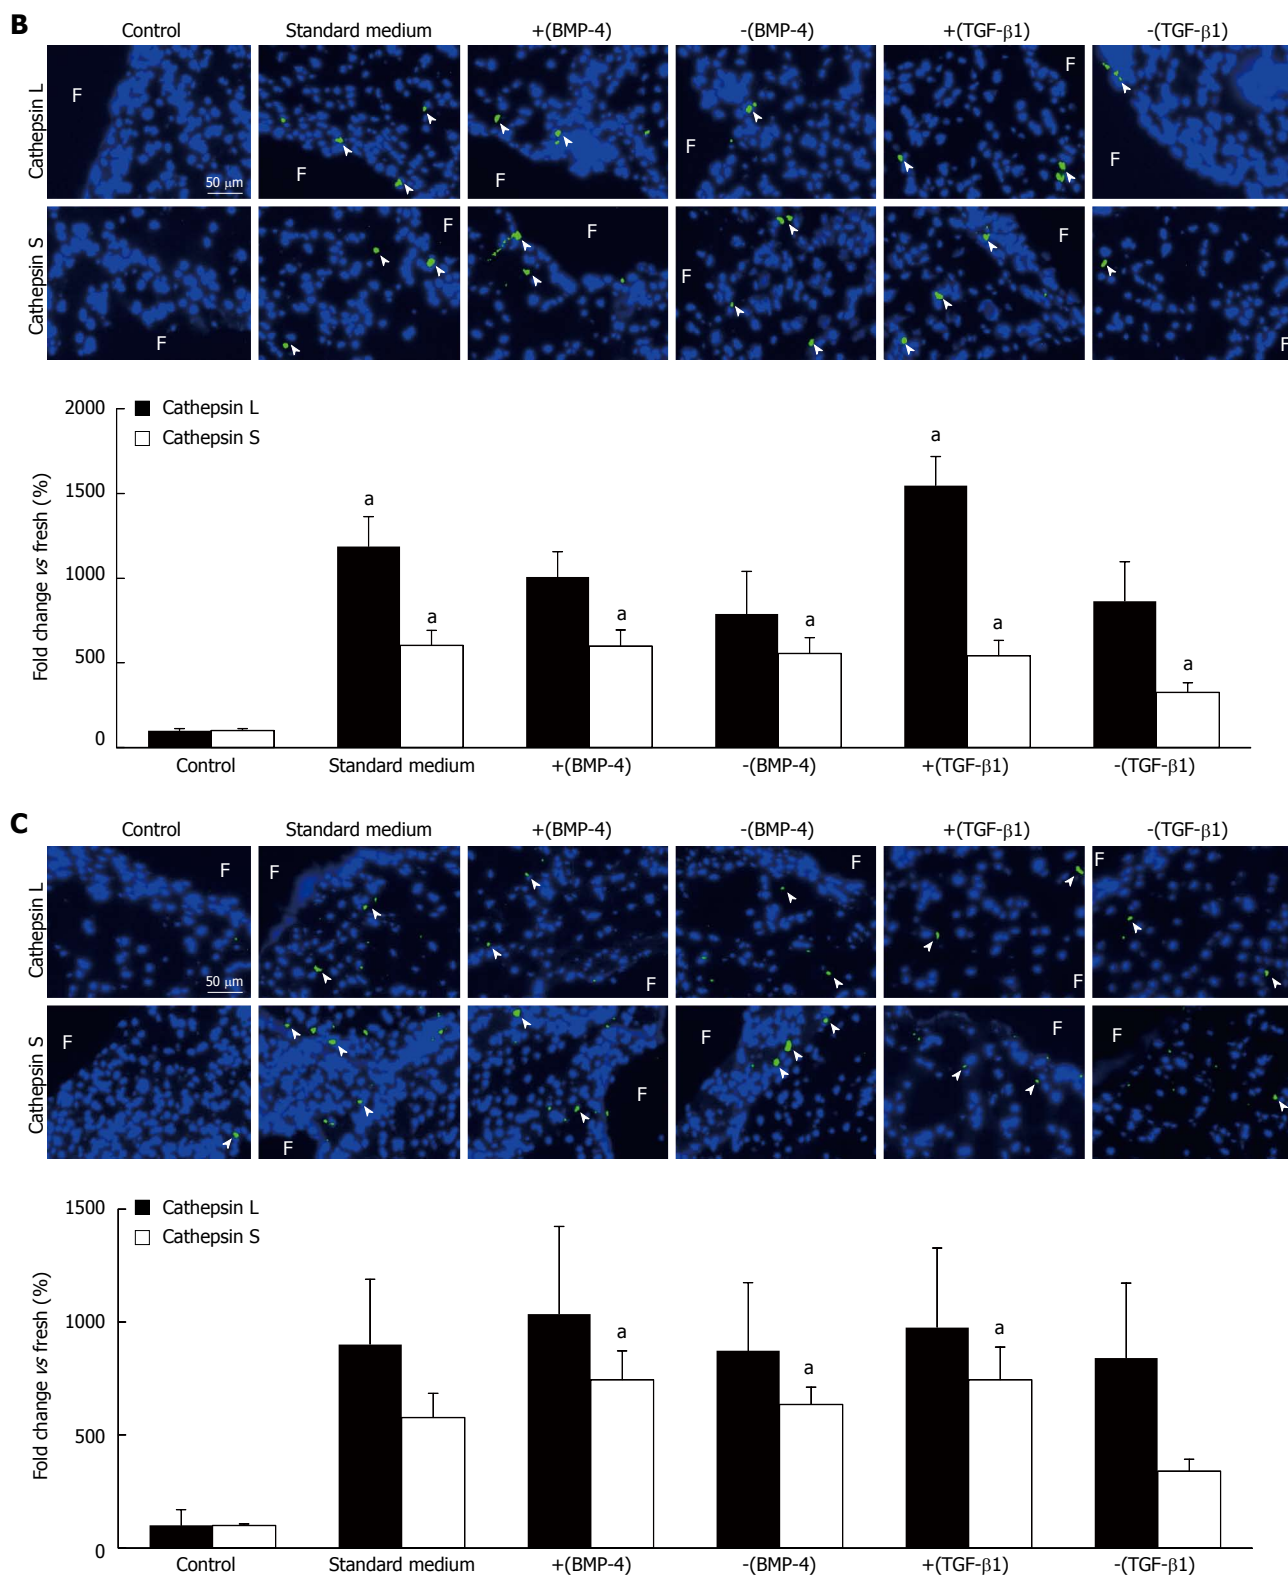 B
Control Standard medium +(BMP-4) -(BMP-4) +(TGF-β1) -(TGF-β1)
Cathepsin L
F F F F F F
50 μm
Cathepsin S
F F F F F F
2000
1500
1000
500
0
Fold change vs fresh (%)
Cathepsin L
Cathepsin S
a a a a a a a
Control Standard medium +(BMP-4) -(BMP-4) +(TGF-β1) -(TGF-β1)
C
Control Standard medium +(BMP-4) -(BMP-4) +(TGF-β1) -(TGF-β1)
Cathepsin L
F F F F F F
50 μm
Cathepsin S
F F F F F F
1500
1000
500
0
Fold change vs fresh (%)
Cathepsin L
Cathepsin S
a a a
Control Standard medium +(BMP-4) -(BMP-4) +(TGF-β1) -(TGF-β1)